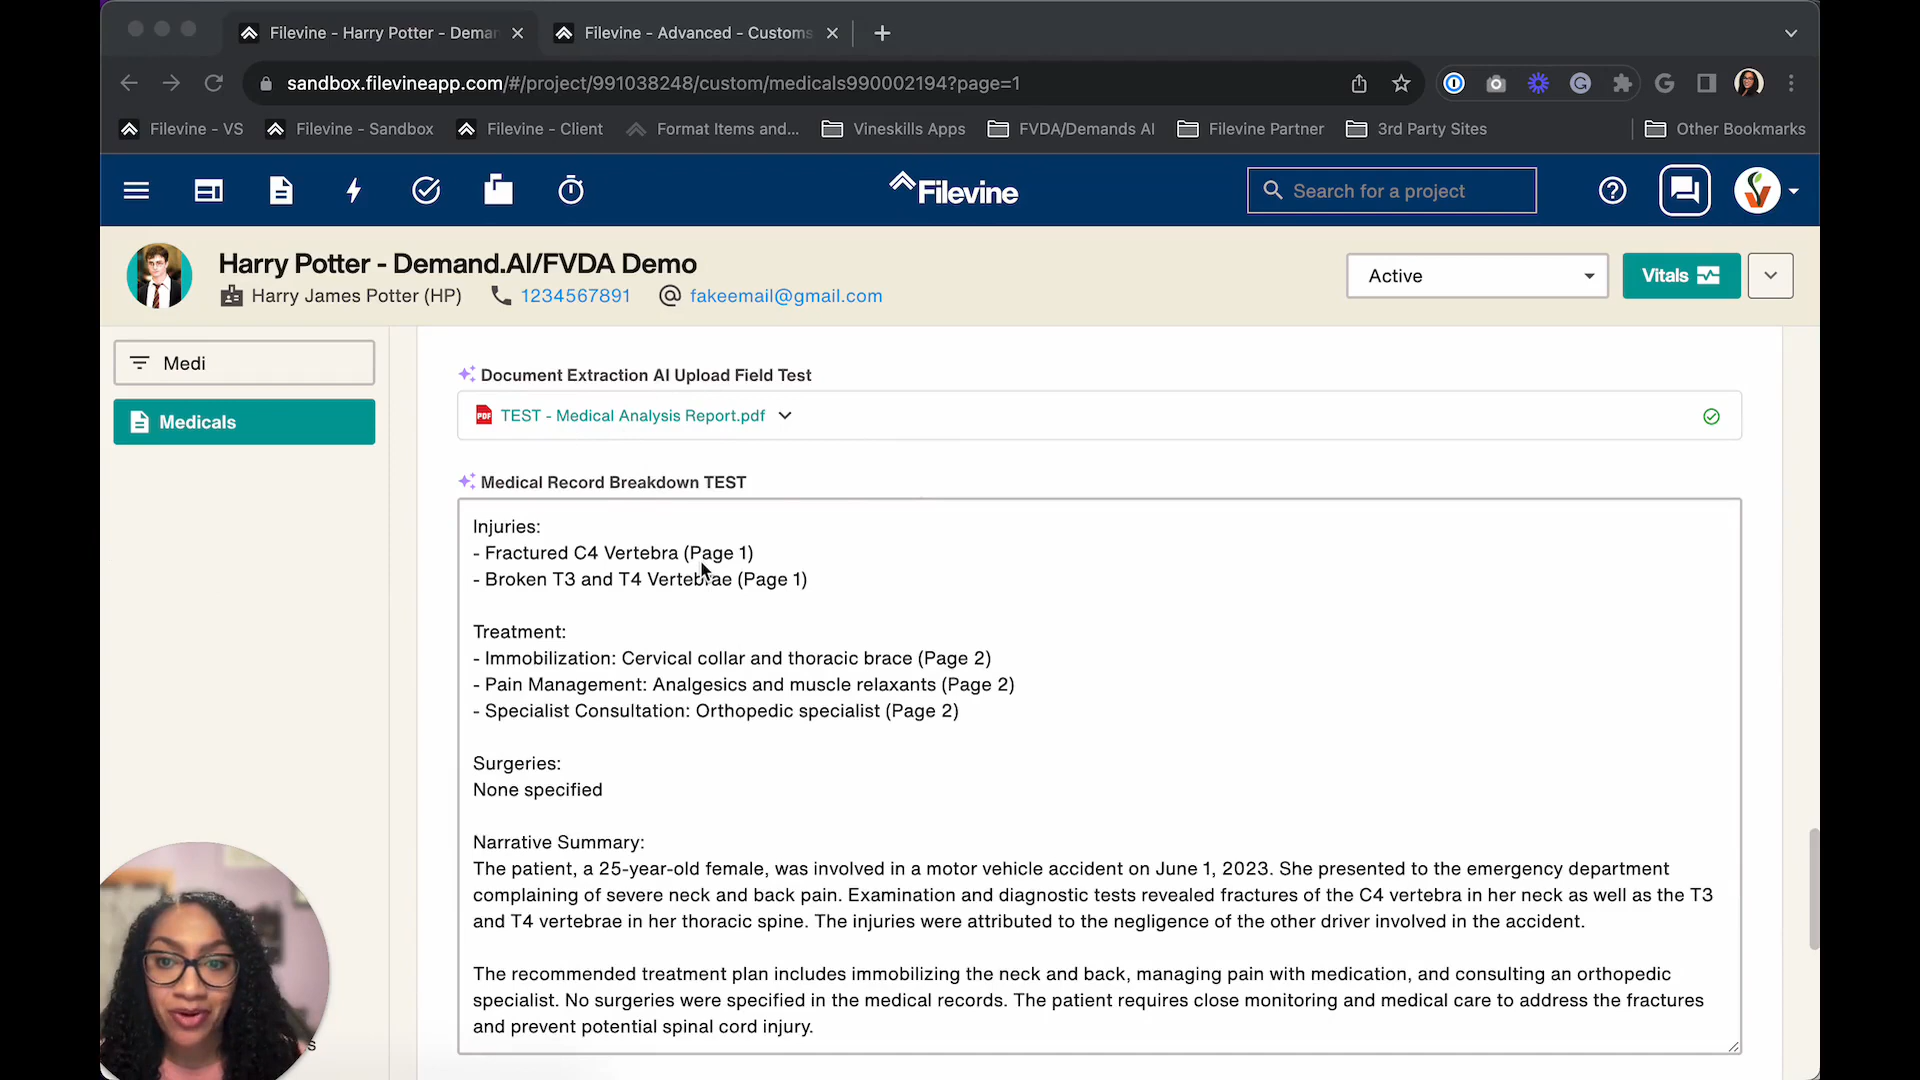 Filevine - Harry Potter - Deman
Filevine - Advanced - Customs
sandbox.filevineapp.com/#/project/991038248/custom/medicals990002194?page=1
Filevine - VS
Filevine - Sandbox
Filevine - Client
Format Items and...
Vineskills Apps
FVDA/Demands AI
Filevine Partner
3rd Party Sites
Other Bookmarks
Filevine
Search for a project
Harry Potter - Demand.AI/FVDA Demo
Harry James Potter (HP)
1234567891
fakeemail@gmail.com
Active
Vitals
Medi
Medicals
Document Extraction AI Upload Field Test
PDF
TEST - Medical Analysis Report.pdf
Medical Record Breakdown TEST
Injuries:
- Fractured C4 Vertebra (Page 1)
- Broken T3 and T4 Vertebrae (Page 1)
Treatment:
- Immobilization: Cervical collar and thoracic brace (Page 2)
- Pain Management: Analgesics and muscle relaxants (Page 2)
- Specialist Consultation: Orthopedic specialist (Page 2)
Surgeries:
None specified
Narrative Summary:
The patient, a 25-year-old female, was involved in a motor vehicle accident on June 1, 2023. She presented to the emergency department
complaining of severe neck and back pain. Examination and diagnostic tests revealed fractures of the C4 vertebra in her neck as well as the T3
and T4 vertebrae in her thoracic spine. The injuries were attributed to the negligence of the other driver involved in the accident.
The recommended treatment plan includes immobilizing the neck and back, managing pain with medication, and consulting an orthopedic
specialist. No surgeries were specified in the medical records. The patient requires close monitoring and medical care to address the fractures
and prevent potential spinal cord injury.